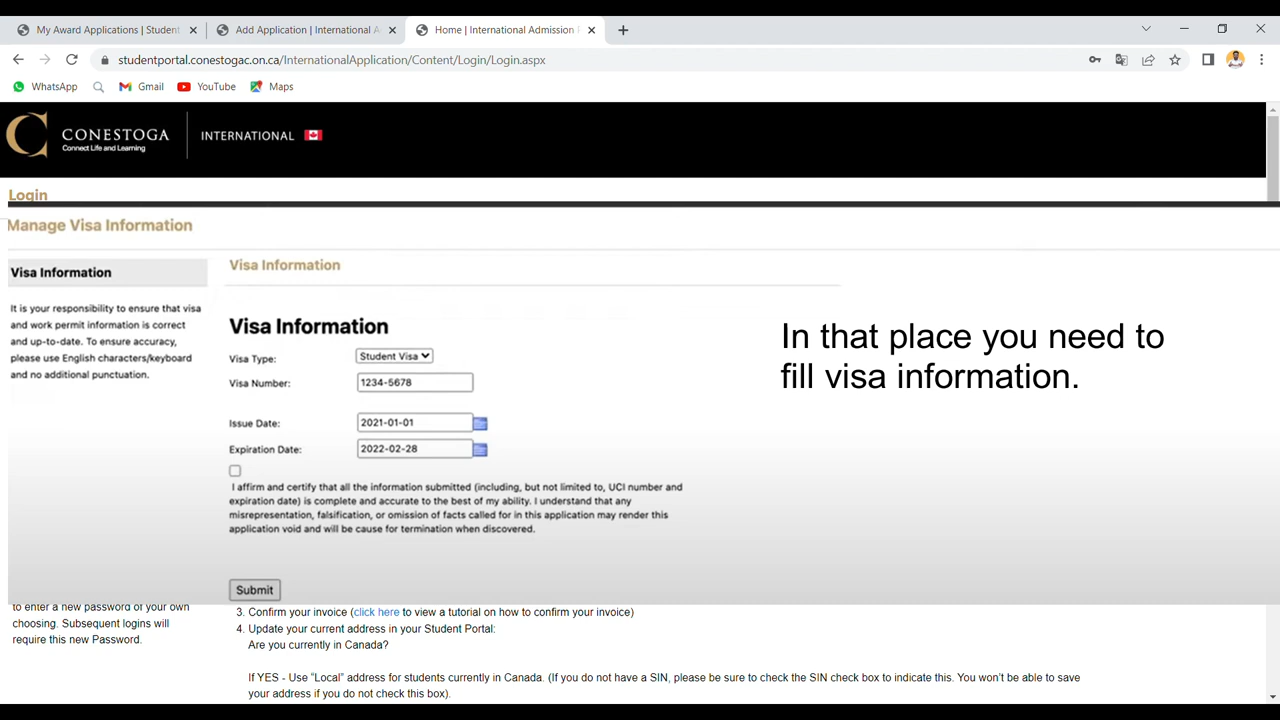 My Award Applications | Student
Add Application | International A
Home | International Admission
studentportal.conestogac.on.ca/InternationalApplication/Content/Login/Login.aspx
WhatsApp
Gmail
YouTube
Maps
CONESTOGA
Connect Life and Learning
INTERNATIONAL
Login
Manage Visa Information
Visa Information
It is your responsibility to ensure that visa
and work permit information is correct
and up-to-date. To ensure accuracy,
please use English characters/keyboard
and no additional punctuation.
Visa Information
Visa Information
Visa Type: Student Visa
Visa Number: 1234-5678
Issue Date: 2021-01-01
Expiration Date: 2022-02-28
I affirm and certify that all the information submitted (including, but not limited to, UCI number and
expiration date) is complete and accurate to the best of my ability. I understand that any
misrepresentation, falsification, or omission of facts called for in this application may render this
application void and will be cause for termination when discovered.
Submit
In that place you need to
fill visa information.
to enter a new password of your own
choosing. Subsequent logins will
require this new Password.
3. Confirm your invoice (click here to view a tutorial on how to confirm your invoice)
4. Update your current address in your Student Portal:
Are you currently in Canada?
If YES - Use “Local” address for students currently in Canada. (If you do not have a SIN, please be sure to check the SIN check box to indicate this. You won’t be able to save
your address if you do not check this box).